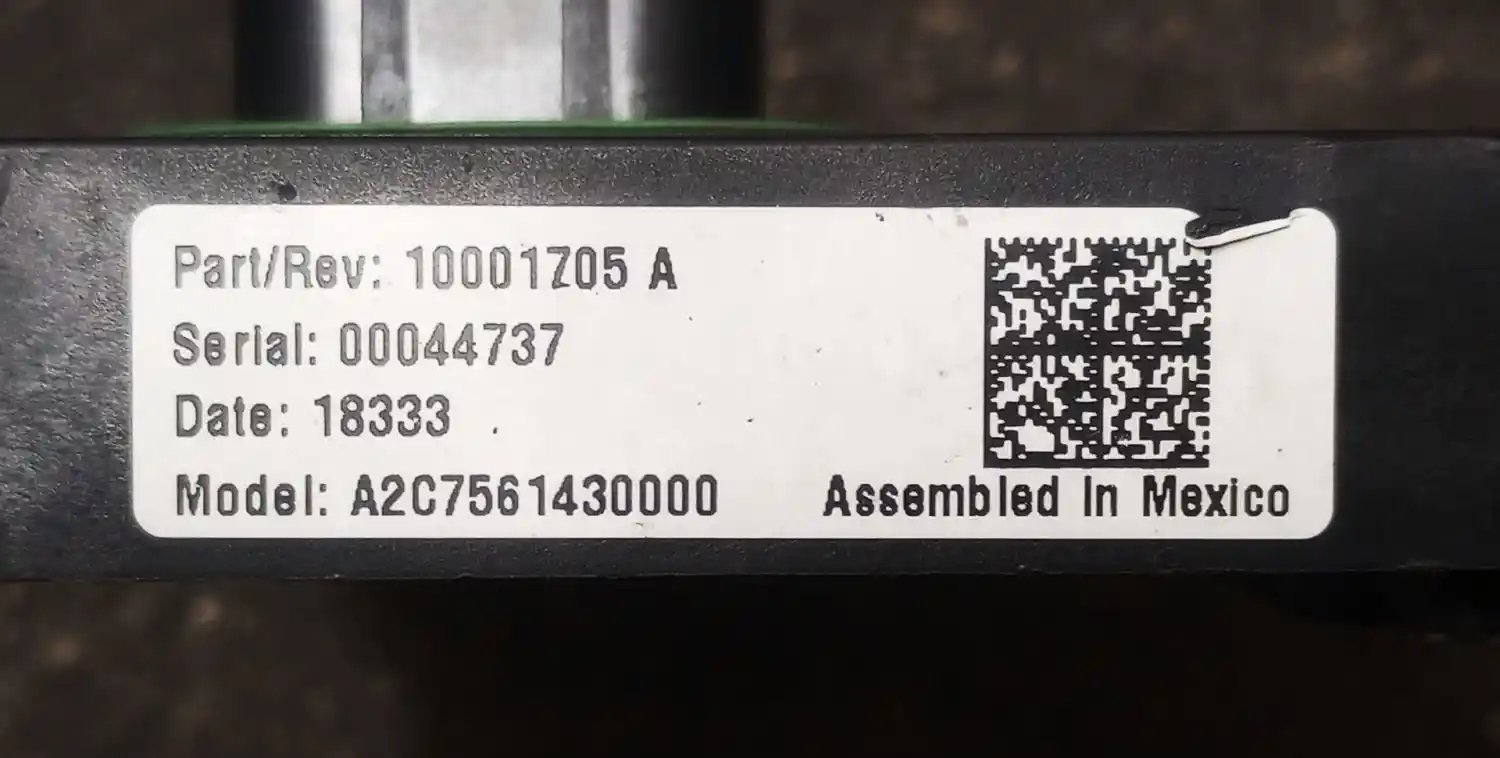 Part/Rev: 10001705 A
Serial: 00044737
Date: 18333
Model: A2C7561430000
Assembled In Mexico